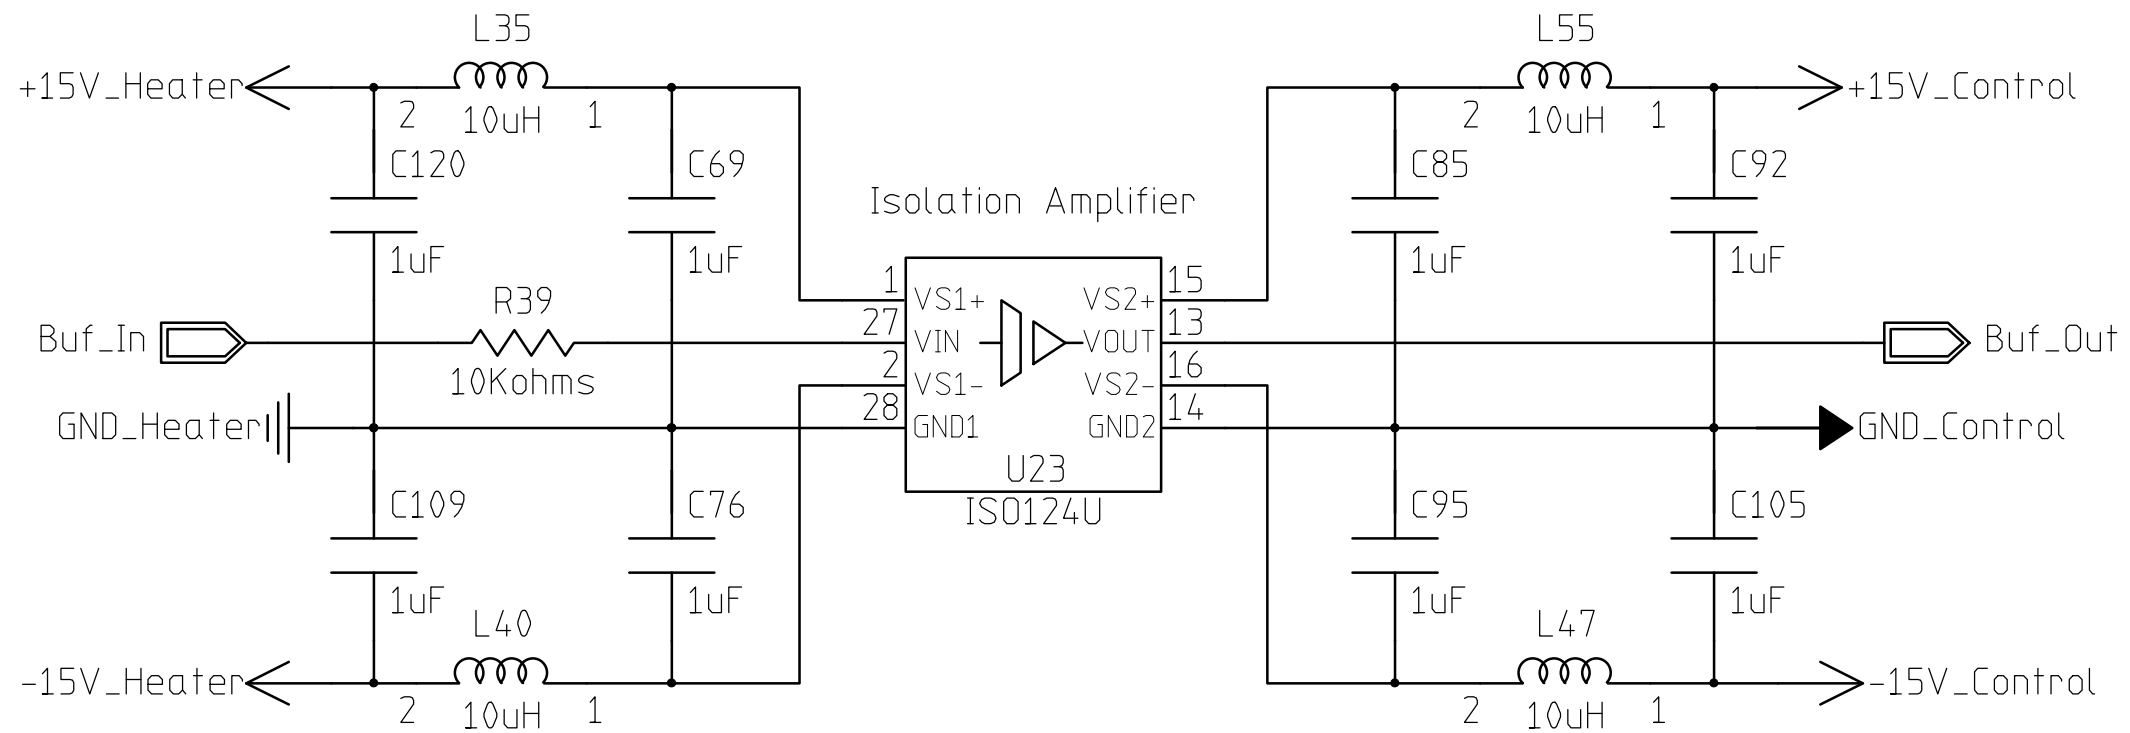 L35
L55
+15V_Heater
+15V_Control
2 10uH 1
2 10uH 1
C120
C69
C85
C92
Isolation Amplifier
1uF
1uF
1uF
1uF
1
15
VS1+
VS2+
R39
27
13
Buf_In
VIN
VOUT
Buf_Out
10Kohms
2
16
VS1-
VS2-
28
14
GND_Heater
GND1
GND2
GND_Control
U23
ISO124U
C109
C76
C95
C105
1uF
1uF
1uF
1uF
L40
L47
-15V_Heater
-15V_Control
2 10uH 1
2 10uH 1